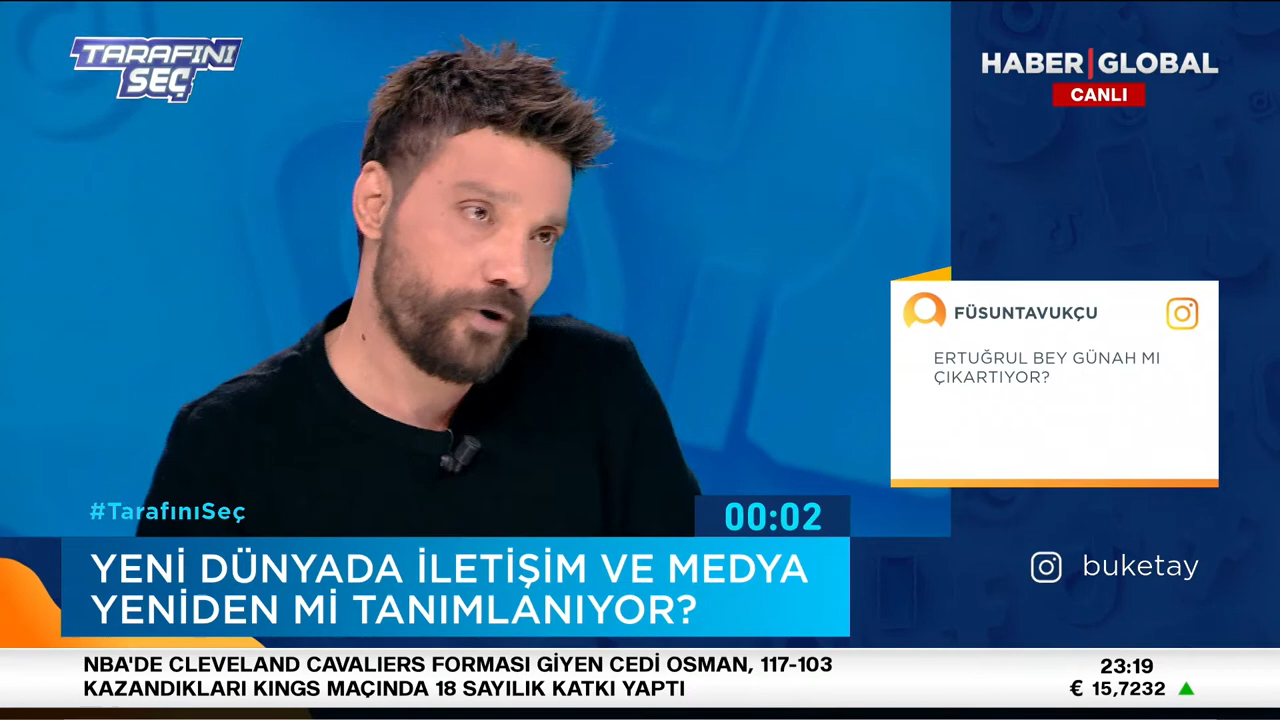 TARAFINI
SEÇ
HABER|GLOBAL
CANLI
FÜSUNTAVUKÇU
ERTUĞRUL BEY GÜNAH MI
ÇIKARTIYOR?
#TarafınıSeç
00:02
YENİ DÜNYADA İLETİŞİM VE MEDYA
YENİDEN Mİ TANIMLANIYOR?
buketay
NBA'DE CLEVELAND CAVALIERS FORMASI GİYEN CEDİ OSMAN, 117-103
KAZANDIKLARI KINGS MAÇINDA 18 SAYILIK KATKI YAPTI
23:19
€ 15,7232